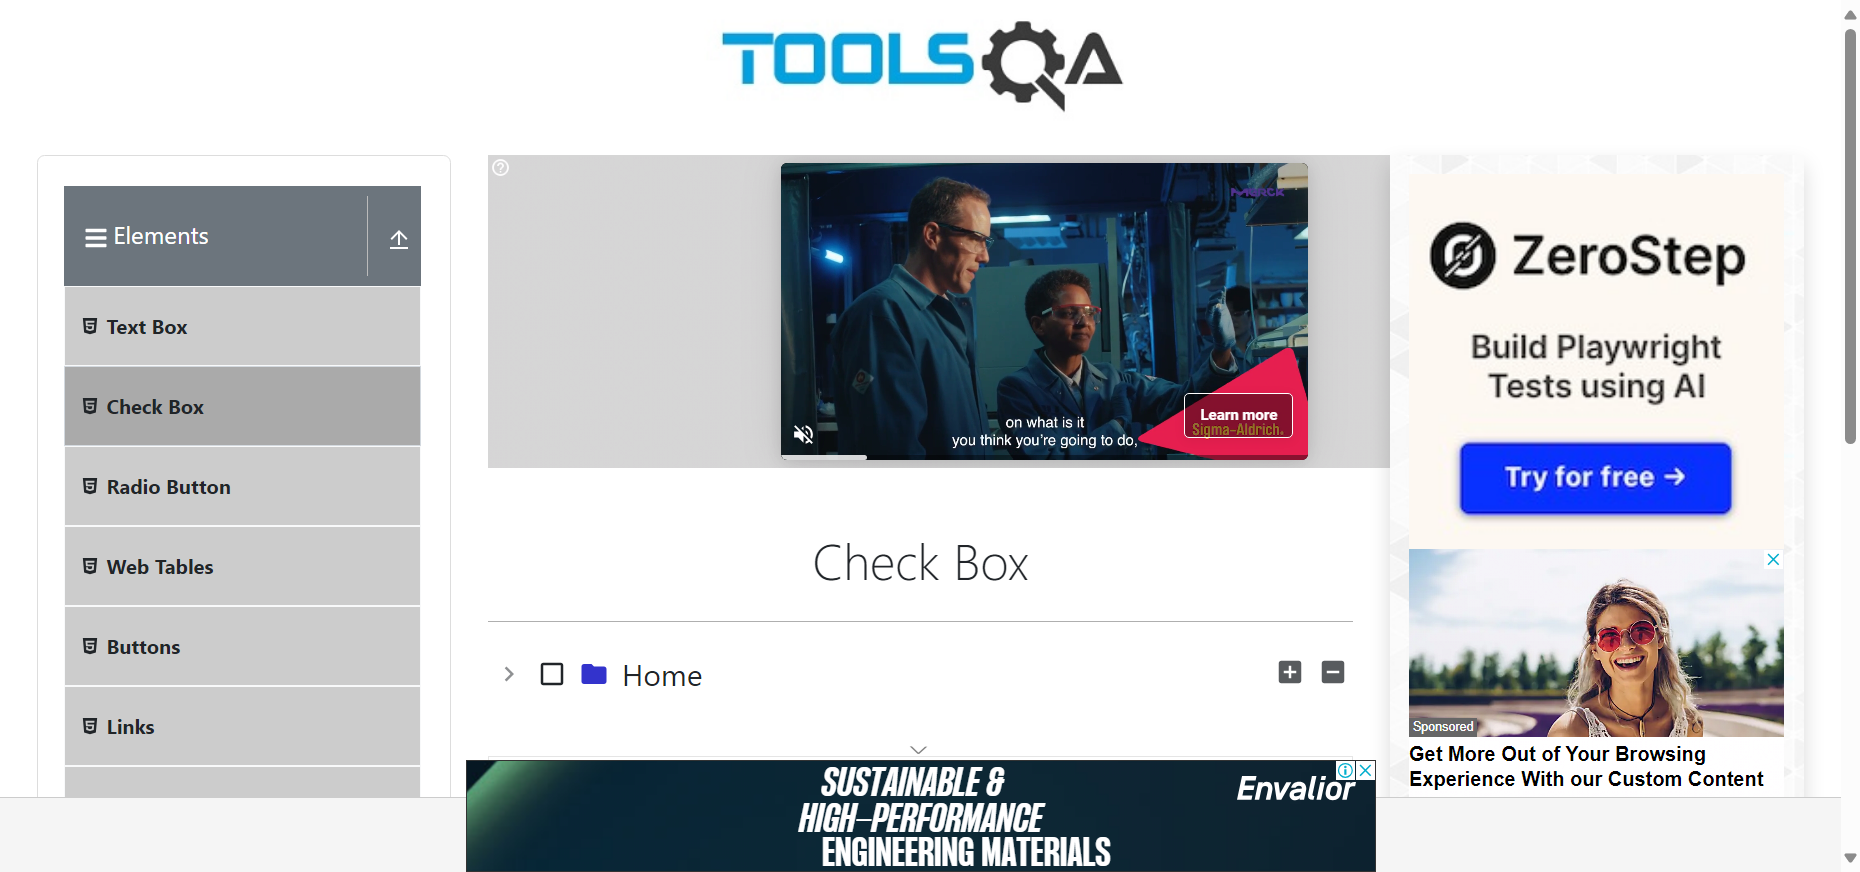 TOOLSQA
Elements
Text Box
Check Box
Radio Button
Web Tables
Buttons
Links
MERCK
on what is it
you think you're going to do,
Learn more
Sigma-Aldrich.
Check Box
Home
SUSTAINABLE &
HIGH-PERFORMANCE
ENGINEERING MATERIALS
Envalior
ZeroStep
Build Playwright
Tests using AI
Try for free →
Sponsored
Get More Out of Your Browsing
Experience With our Custom Content